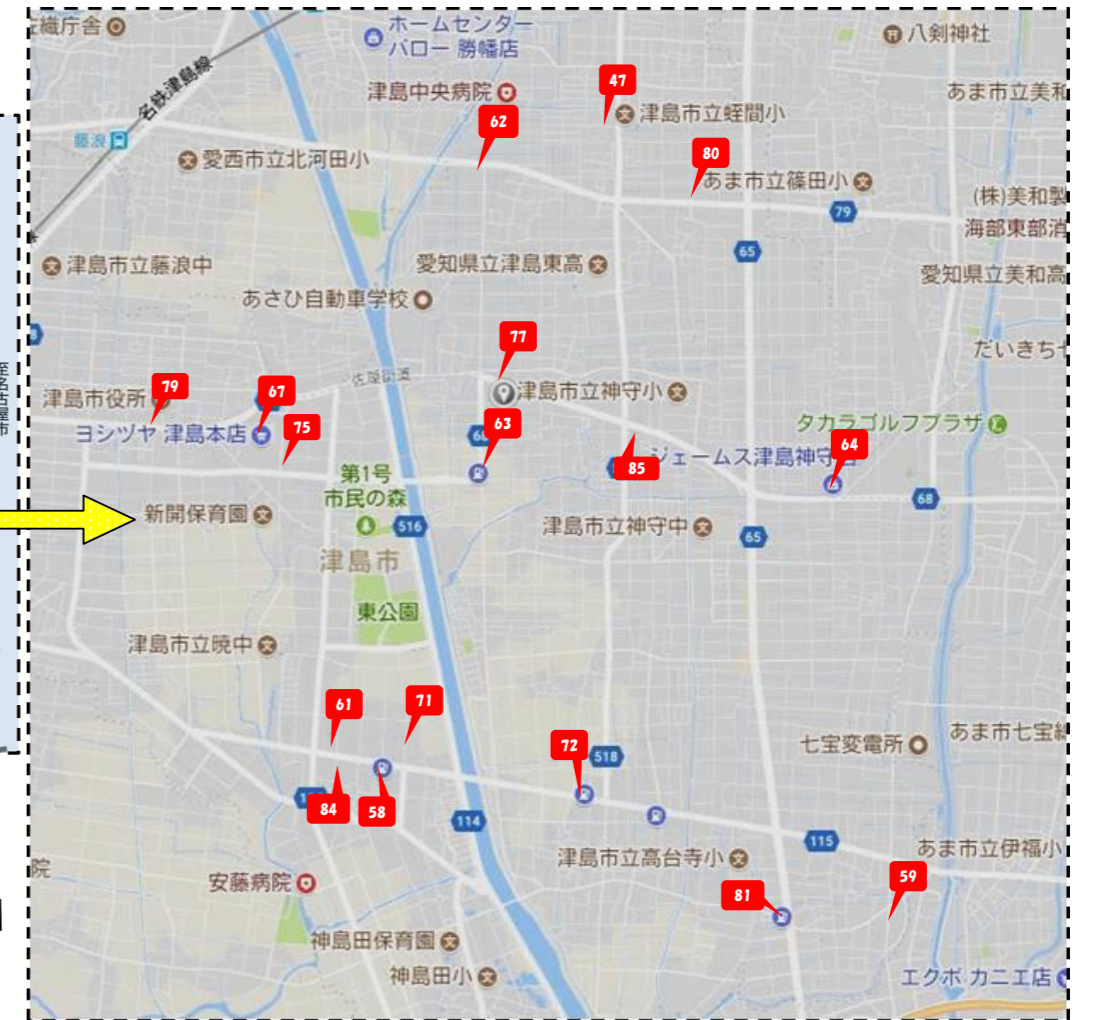 織庁舎
ホームセンター
バロー 勝幡店
八剣神社
名鉄津島線
津島中央病院
47
あま市立美和
津島市立蛭間小
62
藤浪
愛西市立北河田小
80
あま市立篠田小
(株)美和製
79
海部東部消
65
津島市立藤浪中
愛知県立津島東高
愛知県立美和高
あさひ自動車学校
77
だいきち
至名古屋市
佐屋街道
津島市役所
79
67
津島市立神守小
ヨシヅヤ 津島本店
75
63
タカラゴルフプラザ
ジェームス津島神守店
64
85
第1号
市民の森
68
新開保育園
516
津島市立神守中
65
津島市
東公園
津島市立暁中
61
71
72
518
七宝変電所
あま市七宝
84
58
114
115
津島市立高台寺小
あま市立伊福小
院
安藤病院
81
59
神島田保育園
神島田小
エクボ カニエ店